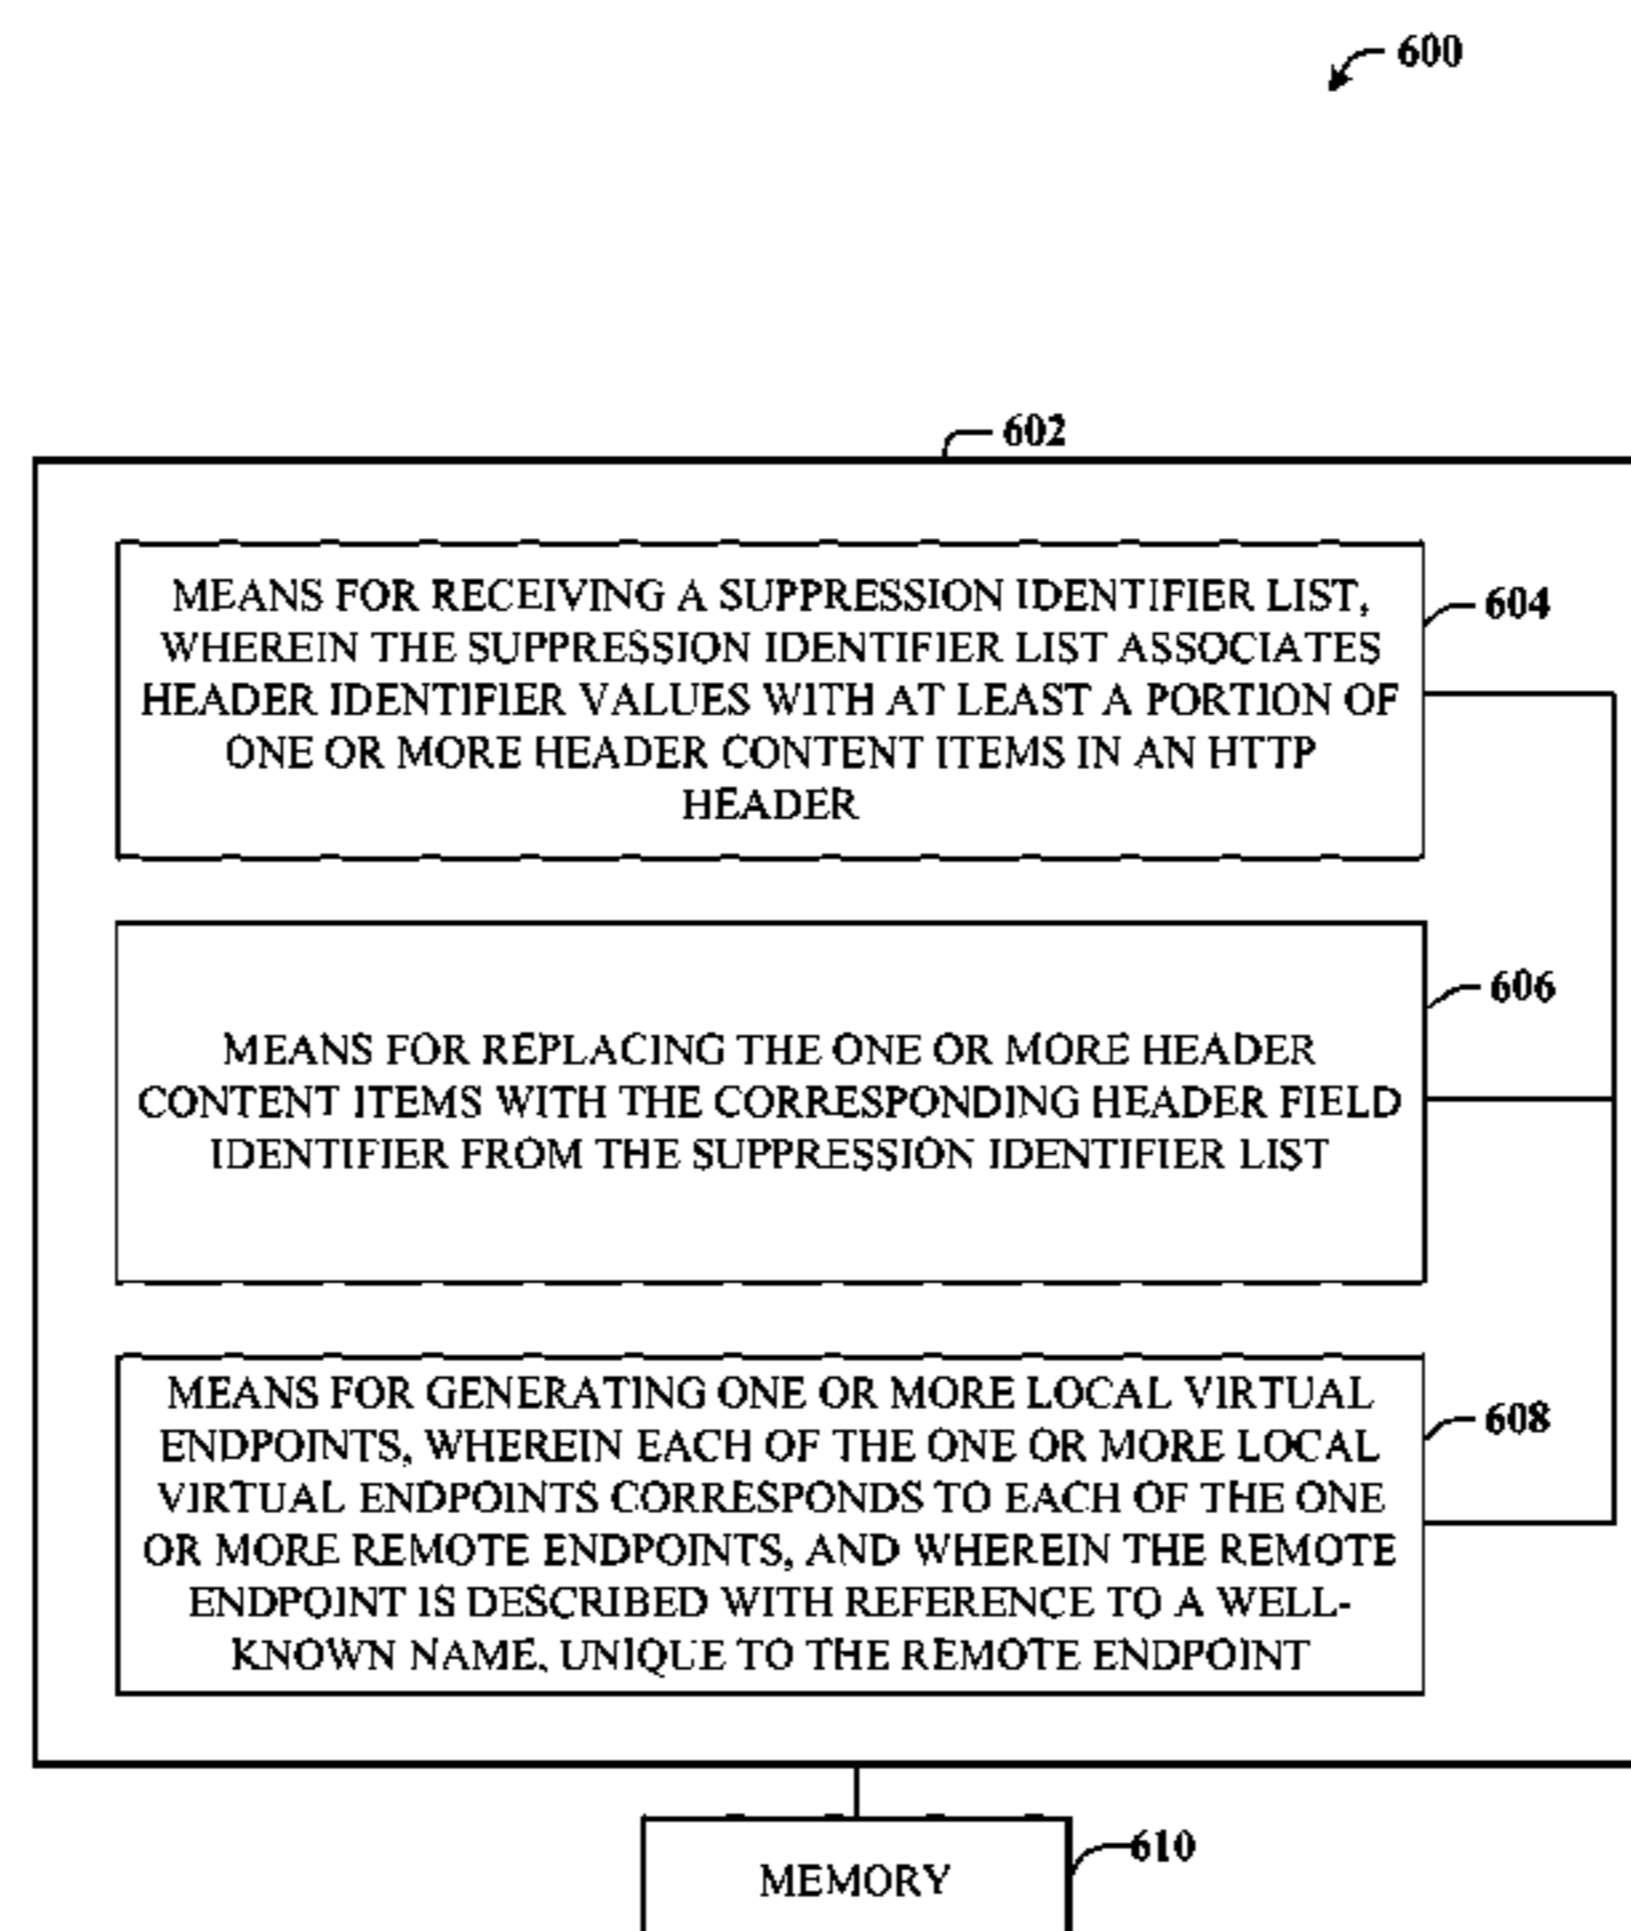 600
602
MEANS FOR RECEIVING A SUPPRESSION IDENTIFIER LIST,
WHEREIN THE SUPPRESSION IDENTIFIER LIST ASSOCIATES
HEADER IDENTIFIER VALUES WITH AT LEAST A PORTION OF
ONE OR MORE HEADER CONTENT ITEMS IN AN HTTP
HEADER
604
MEANS FOR REPLACING THE ONE OR MORE HEADER
CONTENT ITEMS WITH THE CORRESPONDING HEADER FIELD
IDENTIFIER FROM THE SUPPRESSION IDENTIFIER LIST
606
MEANS FOR GENERATING ONE OR MORE LOCAL VIRTUAL
ENDPOINTS, WHEREIN EACH OF THE ONE OR MORE LOCAL
VIRTUAL ENDPOINTS CORRESPONDS TO EACH OF THE ONE
OR MORE REMOTE ENDPOINTS, AND WHEREIN THE REMOTE
ENDPOINT IS DESCRIBED WITH REFERENCE TO A WELL-
KNOWN NAME, UNIQUE TO THE REMOTE ENDPOINT
608
MEMORY
610